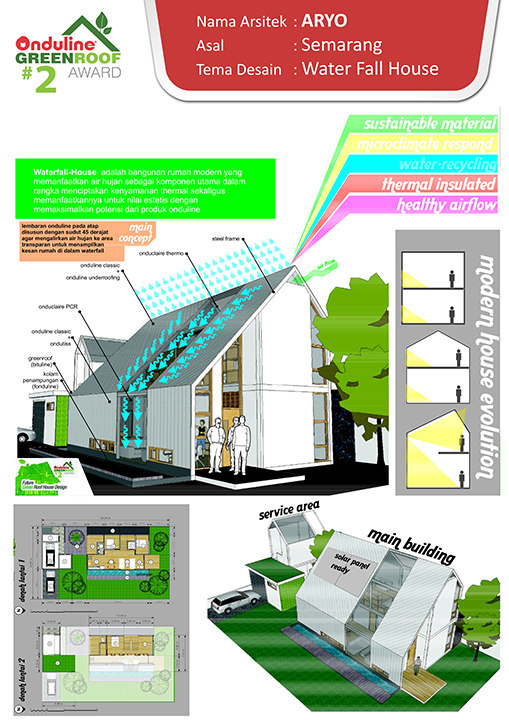 Onduline
GREENROOF
#2 AWARD
Nama Arsitek : ARYO
Asal : Semarang
Tema Desain : Water Fall House
sustainable material
microclimate respond
water-recycling
thermal insulated
healthy airflow
Waterfall-House adalah bangunan rumah modern yang
memanfaatkan air hujan sebagai komponen utama dalam
rangka menciptakan kenyamanan thermal sekaligus
memanfaatkannya untuk nilai estetis dengan
memaksimalkan potensi dari produk onduline
lembaran onduline pada atap
disusun dengan sudut 45 derajat
agar mengalirkan air hujan ke area
transparan untuk menampilkan
kesan rumah di dalam waterfall
main
concept
steel frame
onduclaire thermo
onduline classic
onduline underroofing
onduclaire PCR
onduline classic
+
ondutiss
greenroof
(bituline)
kolam
penampungan
(fonduline)
air flow
modern house evolution
Onduline
Future
Green Roof House Design
denah lantai 1
denah lantai 2
service area
main building
solar panel
ready